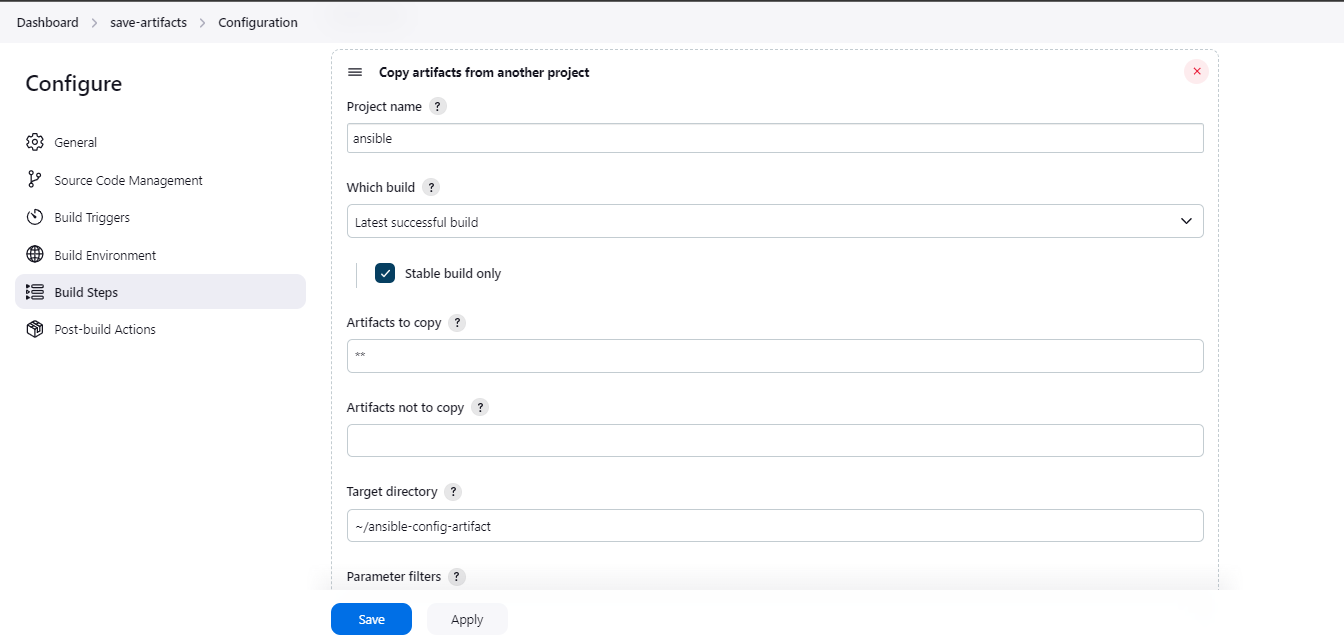 Dashboard > save-artifacts > Configuration
Configure
General
Source Code Management
Build Triggers
Build Environment
Build Steps
Post-build Actions
Copy artifacts from another project
Project name ?
ansible
Which build ?
Latest successful build
Stable build only
Artifacts to copy ?
**
Artifacts not to copy ?
Target directory ?
~/ansible-config-artifact
Parameter filters ?
Save Apply